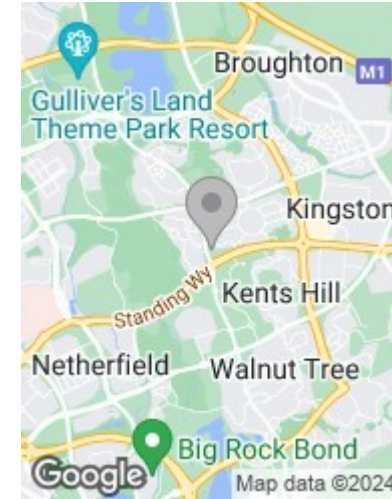 Broughton
M1
Gulliver's Land
Theme Park Resort
Kingston
Standing Wy
Kents Hill
Netherfield
Walnut Tree
Big Rock Bond
Google
Map data ©2024